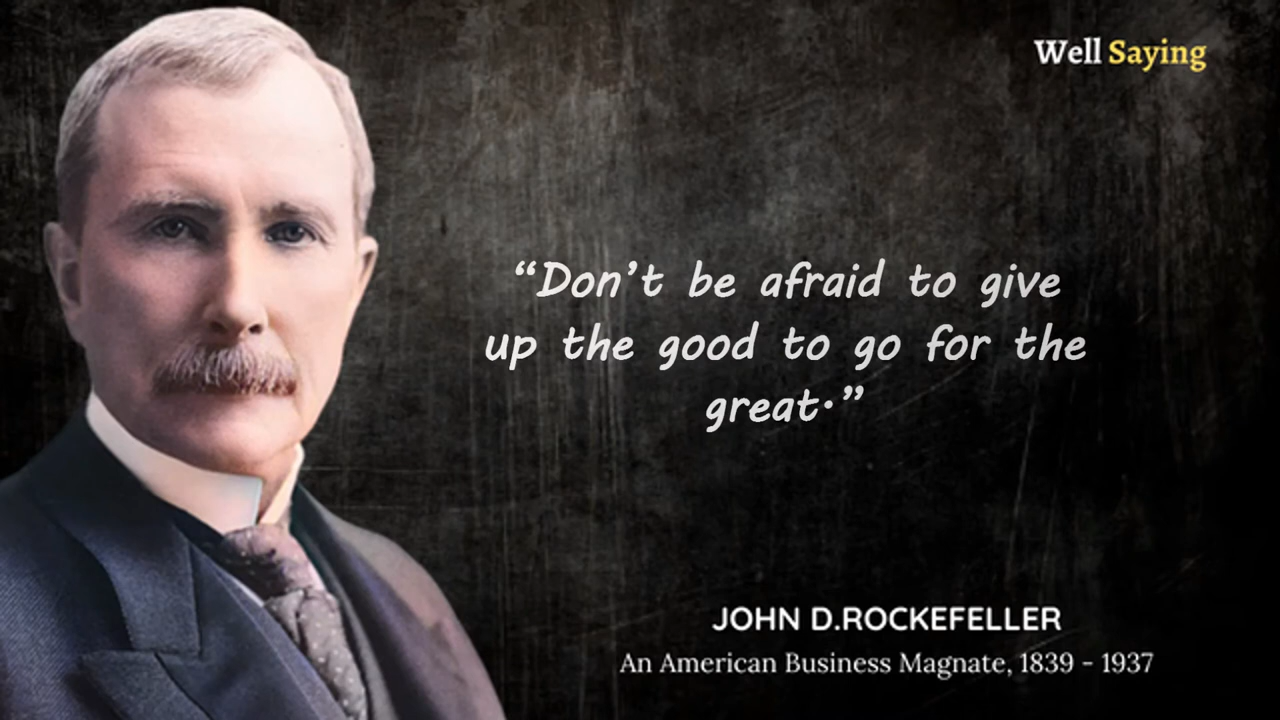 Well Saying
“Don’t be afraid to give
up the good to go for the
great.”
JOHN D.ROCKEFELLER
An American Business Magnate, 1839 - 1937